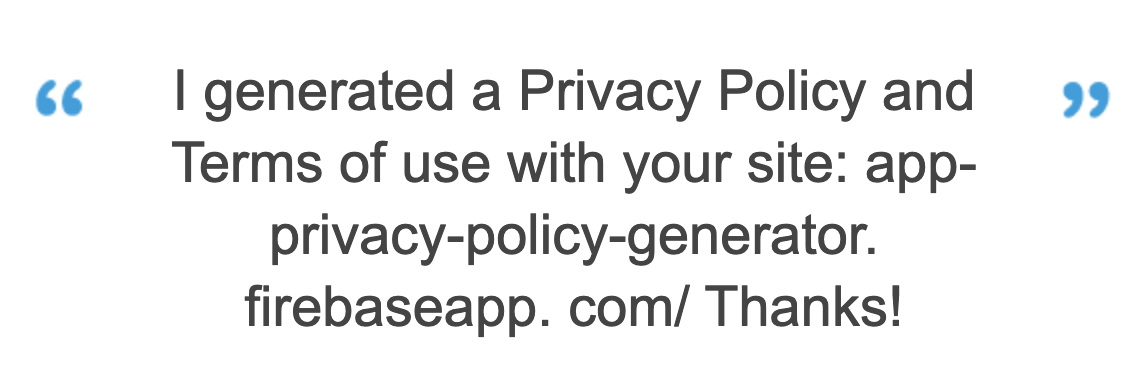 “ I generated a Privacy Policy and ”
Terms of use with your site: app-
privacy-policy-generator.
firebaseapp. com/ Thanks!